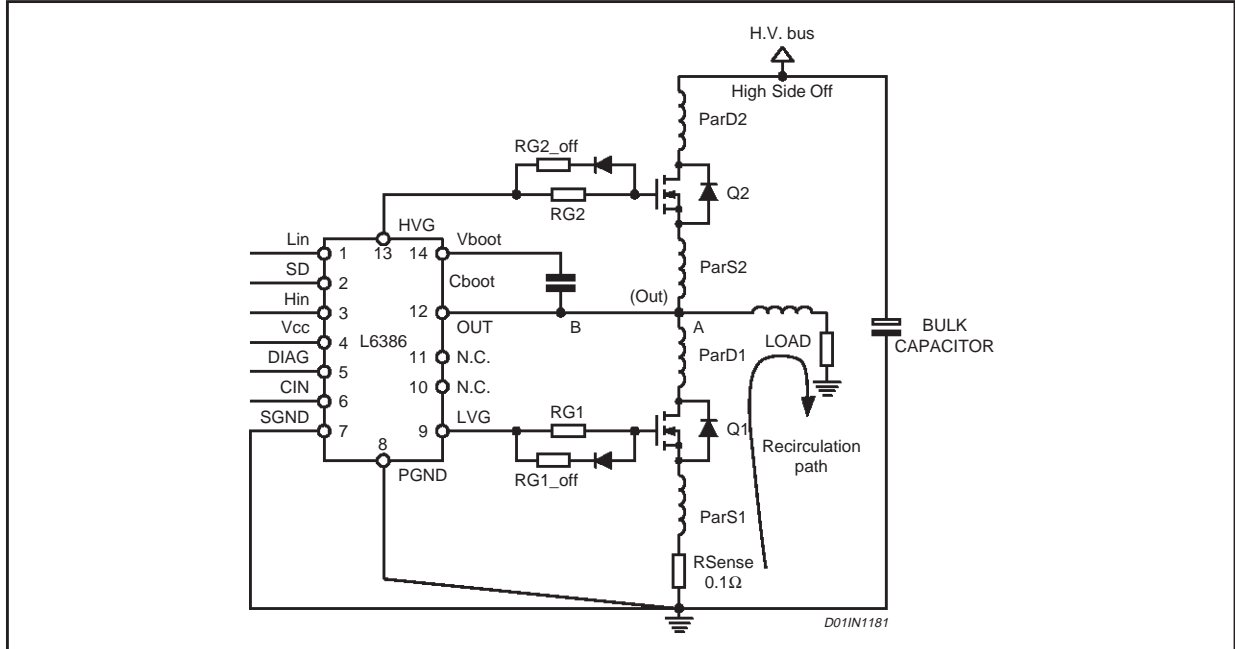 H.V. bus
High Side Off
ParD2
RG2_off
Q2
RG2
HVG
Lin
1
13
14
Vboot
SD
2
Cboot
ParS2
Hin
3
12
OUT
B
(Out)
A
Vcc
4
L6386
11
N.C.
ParD1
LOAD
BULK
CAPACITOR
DIAG
5
10
N.C.
CIN
6
SGND
7
8
9
LVG
RG1
Q1
Recirculation
path
PGND
RG1_off
ParS1
RSense
0.1Ω
D01IN1181